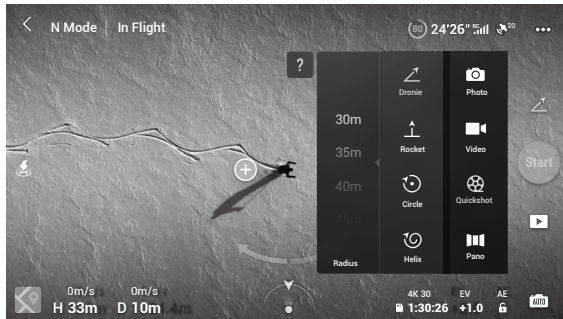 N Mode In Flight
80 24'26" RC 20
?
Dronie Photo
30m
35m Rocket Video
Start
40m
Circle Quickshot
Radius Helix Pano
0m/s 0m/s 4K 30 EV AE
H 33m D 10m 1:30:26 +1.0 AUTO